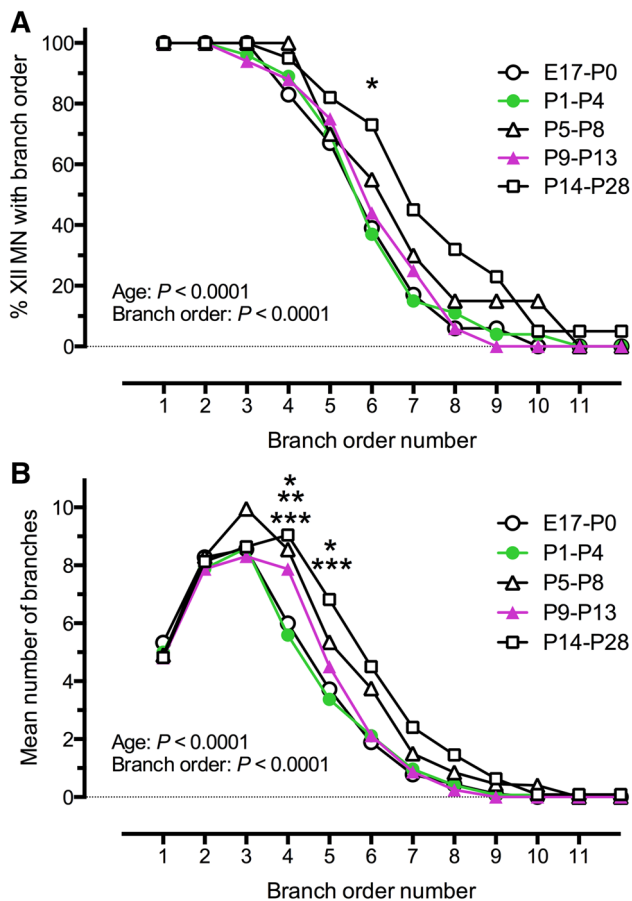 A
% XII MN with branch order
100
80
60
40
20
0
*
E17-P0
P1-P4
P5-P8
P9-P13
P14-P28
Age: P < 0.0001
Branch order: P < 0.0001
1 2 3 4 5 6 7 8 9 10 11
Branch order number
B
Mean number of branches
10
8
6
4
2
0
*
**
***
*
***
E17-P0
P1-P4
P5-P8
P9-P13
P14-P28
Age: P < 0.0001
Branch order: P < 0.0001
1 2 3 4 5 6 7 8 9 10 11
Branch order number